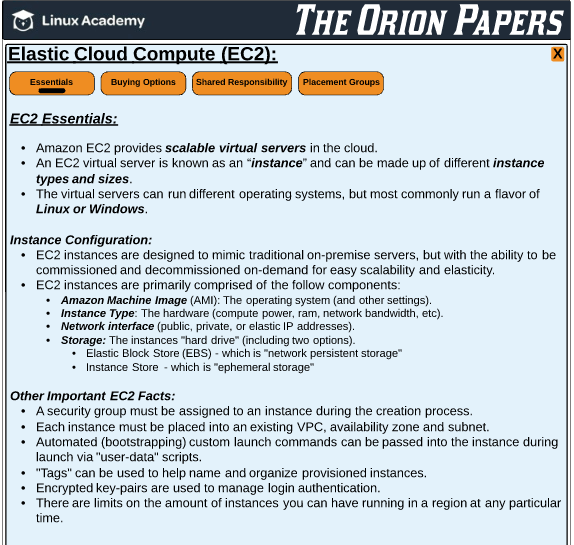 Linux Academy
THE ORION PAPERS
Elastic Cloud Compute (EC2):
X
Essentials
Buying Options
Shared Responsibility
Placement Groups
EC2 Essentials:
• Amazon EC2 provides scalable virtual servers in the cloud.
• An EC2 virtual server is known as an “instance” and can be made up of different instance
types and sizes.
• The virtual servers can run different operating systems, but most commonly run a flavor of
Linux or Windows.
Instance Configuration:
• EC2 instances are designed to mimic traditional on-premise servers, but with the ability to be
commissioned and decommissioned on-demand for easy scalability and elasticity.
• EC2 instances are primarily comprised of the follow components:
• Amazon Machine Image (AMI): The operating system (and other settings).
• Instance Type: The hardware (compute power, ram, network bandwidth, etc).
• Network interface (public, private, or elastic IP addresses).
• Storage: The instances "hard drive" (including two options).
• Elastic Block Store (EBS) - which is "network persistent storage"
• Instance Store - which is "ephemeral storage"
Other Important EC2 Facts:
• A security group must be assigned to an instance during the creation process.
• Each instance must be placed into an existing VPC, availability zone and subnet.
• Automated (bootstrapping) custom launch commands can be passed into the instance during
launch via "user-data" scripts.
• "Tags" can be used to help name and organize provisioned instances.
• Encrypted key-pairs are used to manage login authentication.
• There are limits on the amount of instances you can have running in a region at any particular
time.